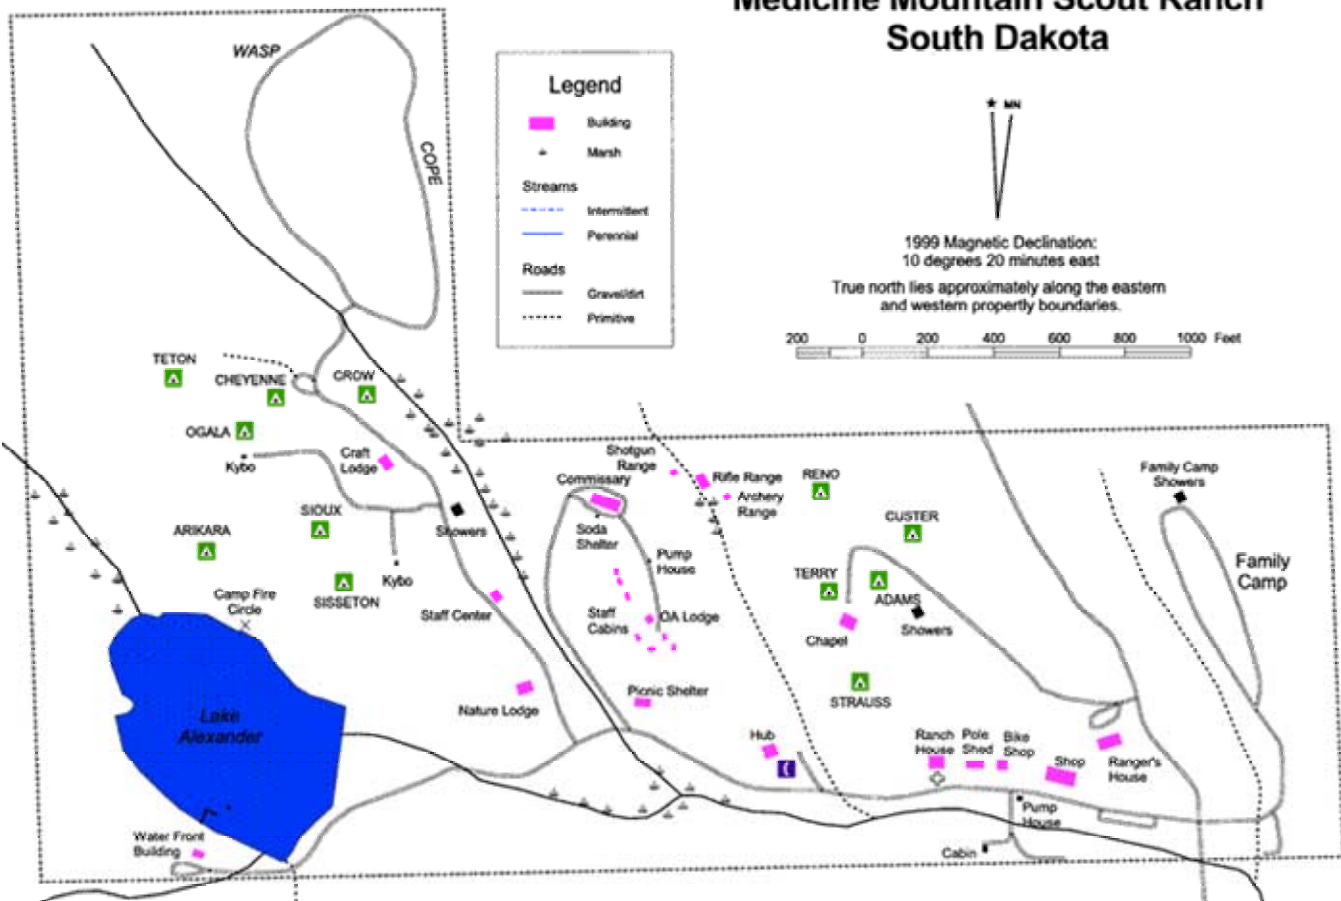 Medicine Mountain Scout Ranch
South Dakota
WASP
COPE
Legend
Building
Marsh
Streams
Intermittent
Perennial
Roads
Gravel/dirt
Primitive
MN
1999 Magnetic Declination:
10 degrees 20 minutes east
True north lies approximately along the eastern
and western propertly boundaries.
200 0 200 400 600 800 1000 Feet
TETON
CHEYENNE
CROW
OGALA
Kybo
Craft
Lodge
SIOUX
ARIKARA
Showers
Kybo
SISSETON
Camp Fire
Circle
Staff Center
Nature Lodge
Lake
Alexander
Water Front
Building
Shotgun
Range
Commissary
Rifle Range
Archery
Range
Soda
Shelter
Pump
House
Staff
Cabins
OA Lodge
Picnic Shelter
Hub
RENO
CUSTER
TERRY
ADAMS
Showers
Chapel
STRAUSS
Family Camp
Showers
Family
Camp
Ranch
House
Pole
Shed
Bike
Shop
Shop
Ranger's
House
Pump
House
Cabin